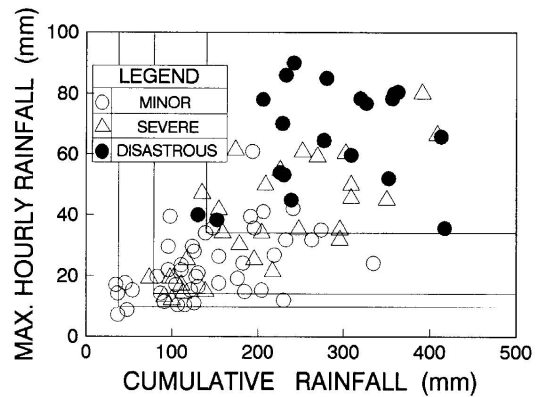 MAX. HOURLY RAINFALL (mm)
100
80
60
40
20
0
LEGEND
MINOR
SEVERE
DISASTROUS
0 100 200 300 400 500
CUMULATIVE RAINFALL (mm)